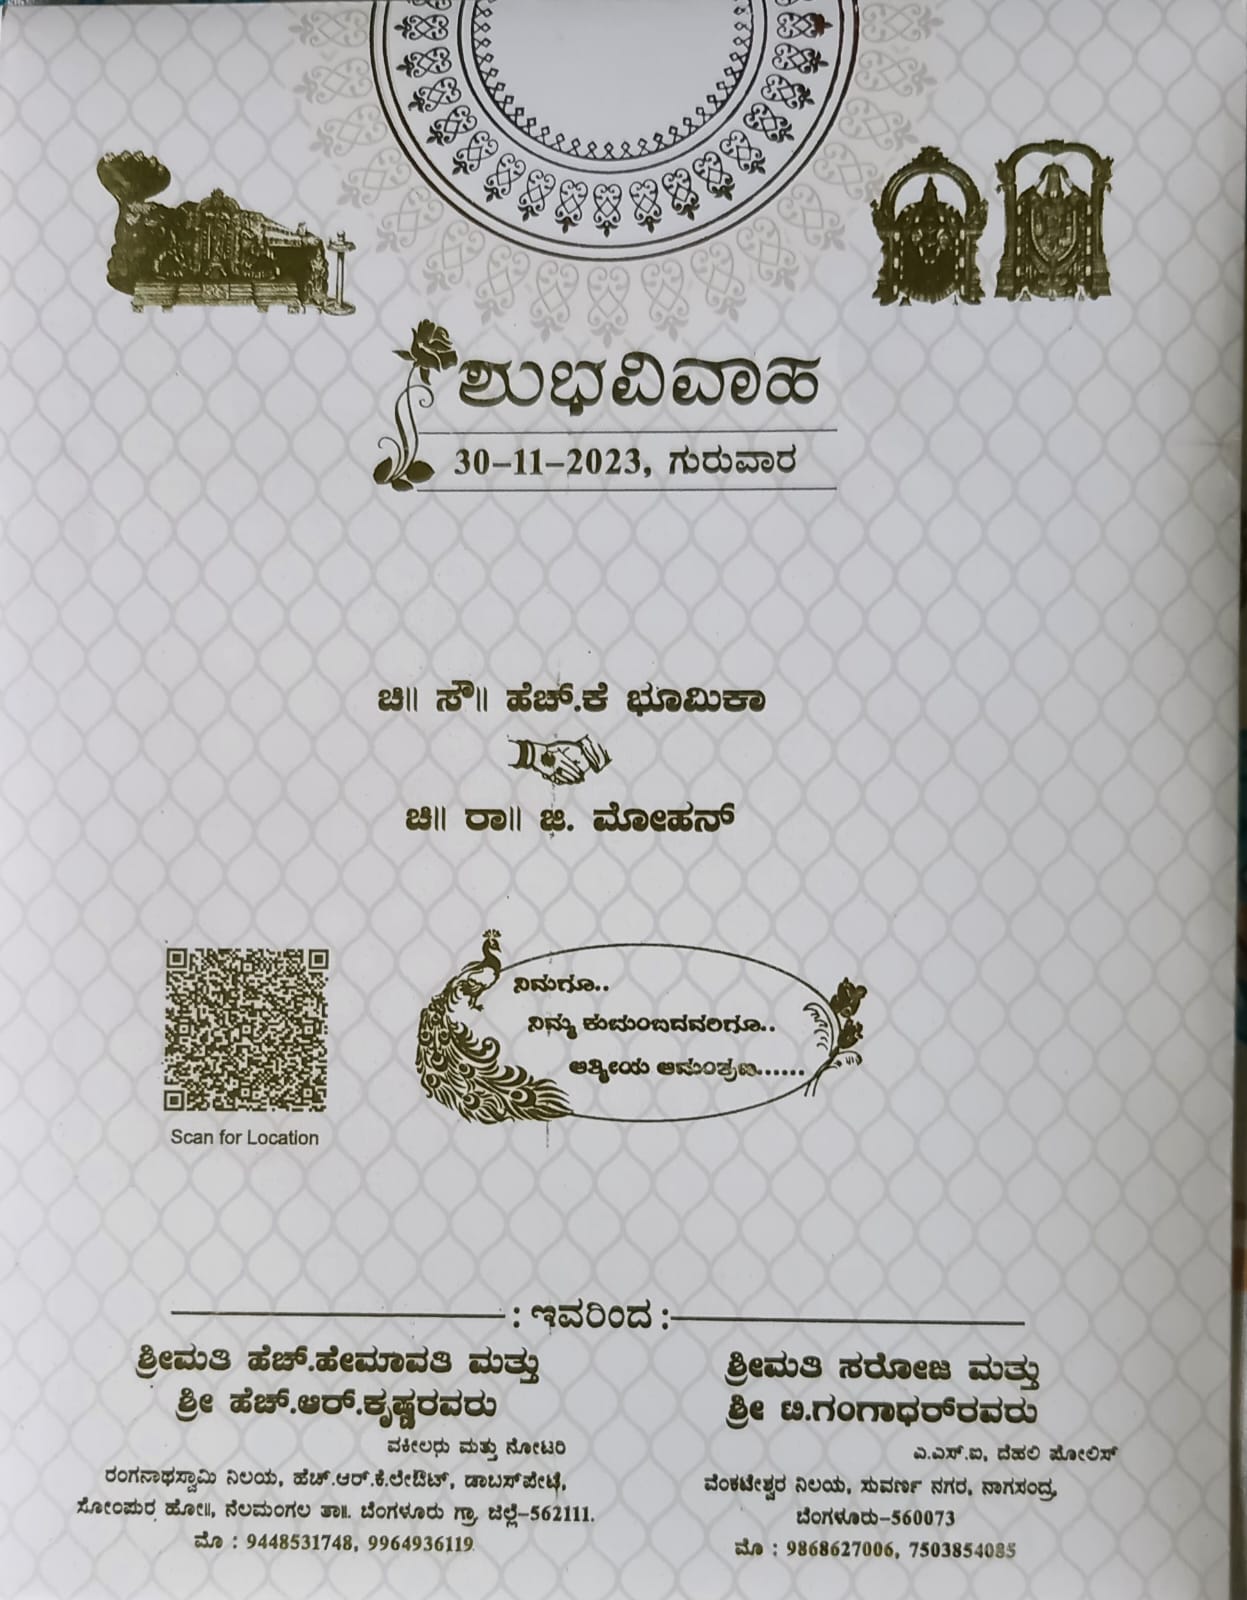 ಶುಭವಿವಾಹ
30-11-2023, ಗುರುವಾರ
ಚಿ॥ ಸೌ॥ ಹೆಚ್.ಕೆ ಭೂಮಿಕಾ
ಚಿ॥ ರಾ॥ ಜಿ. ಮೋಹನ್
ನಿಮಗೂ..
ನಿಮ್ಮ ಕುಟುಂಬದವರಿಗೂ..
ಆತ್ಮೀಯ ಆಮಂತ್ರಣ......
Scan for Location
: ಇವರಿಂದ :
ಶ್ರೀಮತಿ ಹೆಚ್.ಹೇಮಾವತಿ ಮತ್ತು
ಶ್ರೀ ಹೆಚ್.ಆರ್.ಕೃಷ್ಣರವರು
ವಕೀಲರು ಮತ್ತು ನೋಟರಿ
ರಂಗನಾಥಸ್ವಾಮಿ ನಿಲಯ, ಹೆಚ್.ಆರ್.ಕೆ.ಲೇಔಟ್, ಡಾಬಸ್‌ಪೇಟೆ,
ಸೋಂಪುರ ಹೋ॥, ನೆಲಮಂಗಲ ತಾ॥. ಬೆಂಗಳೂರು ಗ್ರಾ, ಜಿಲ್ಲೆ-562111.
ಮೊ : 9448531748, 9964936119
ಶ್ರೀಮತಿ ಸರೋಜ ಮತ್ತು
ಶ್ರೀ ಟಿ.ಗಂಗಾಧರ್‌ರವರು
ಎ.ಎಸ್.ಐ, ದೆಹಲಿ ಪೋಲಿಸ್
ವೆಂಕಟೇಶ್ವರ ನಿಲಯ, ಸುವರ್ಣ ನಗರ, ನಾಗಸಂದ್ರ,
ಬೆಂಗಳೂರು-560073
ಮೊ : 9868627006, 7503854085